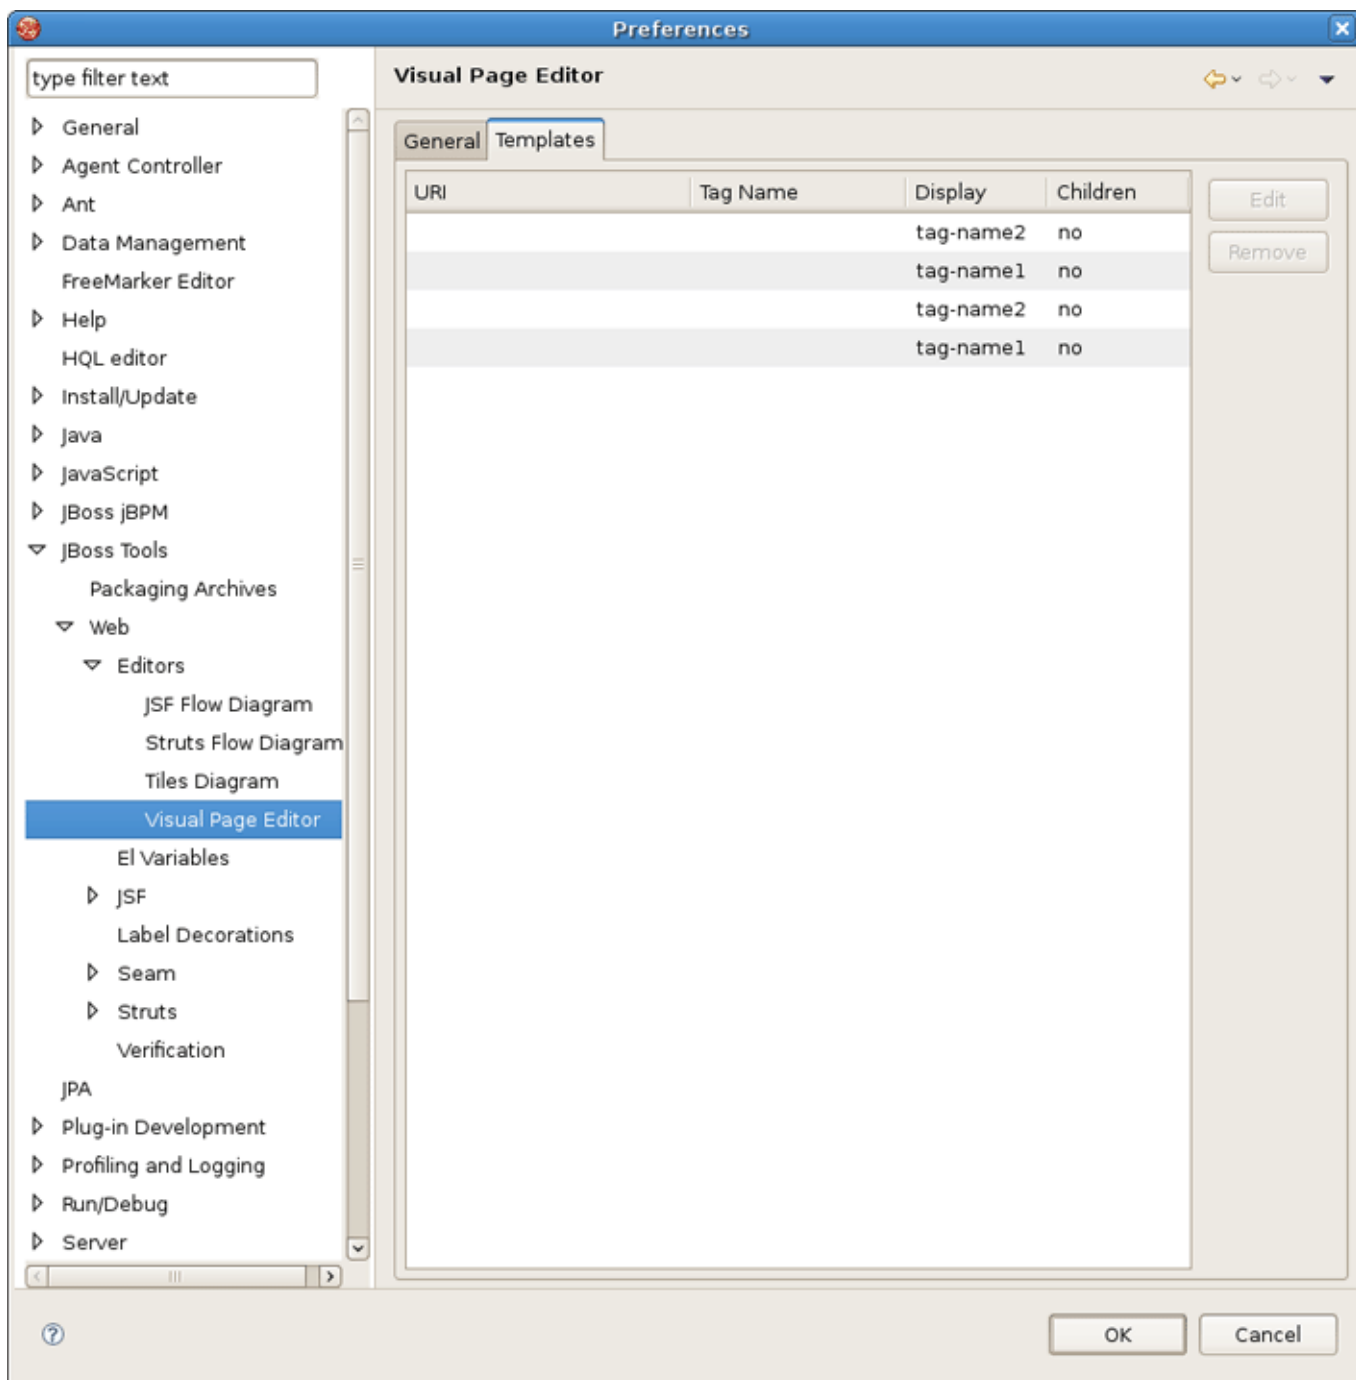 Preferences
type filter text
General
Agent Controller
Ant
Data Management
FreeMarker Editor
Help
HQL editor
Install/Update
Java
JavaScript
JBoss jBPM
JBoss Tools
Packaging Archives
Web
Editors
JSF Flow Diagram
Struts Flow Diagram
Tiles Diagram
Visual Page Editor
El Variables
JSF
Label Decorations
Seam
Struts
Verification
JPA
Plug-in Development
Profiling and Logging
Run/Debug
Server
Visual Page Editor
General Templates
URI Tag Name Display Children
tag-name2 no
tag-name1 no
tag-name2 no
tag-name1 no
Edit
Remove
OK Cancel